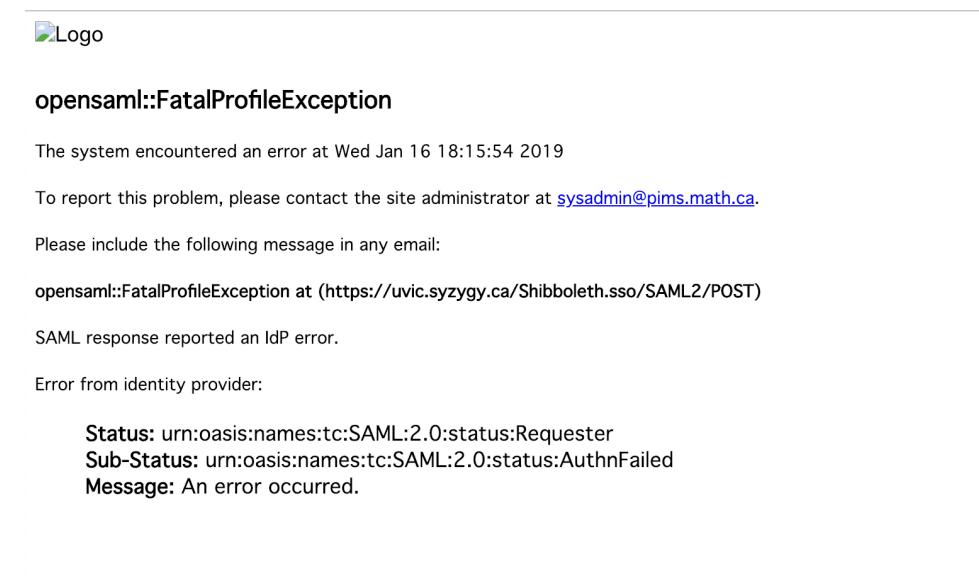 Logo
opensaml::FatalProfileException
The system encountered an error at Wed Jan 16 18:15:54 2019
To report this problem, please contact the site administrator at sysadmin@pims.math.ca.
Please include the following message in any email:
opensaml::FatalProfileException at (https://uvic.syzygy.ca/Shibboleth.sso/SAML2/POST)
SAML response reported an IdP error.
Error from identity provider:
Status: urn:oasis:names:tc:SAML:2.0:status:Requester
Sub-Status: urn:oasis:names:tc:SAML:2.0:status:AuthnFailed
Message: An error occurred.